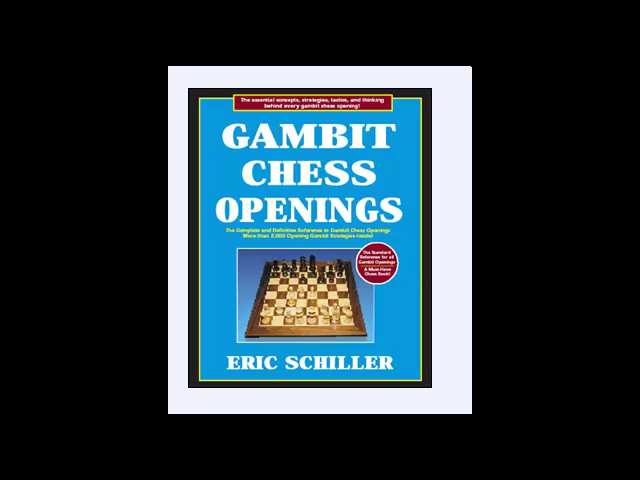 The essential concepts, strategies, tactics, and thinking
behind every gambit chess opening!
GAMBIT
CHESS
OPENINGS
The Complete and Definitive Reference to Gambit Chess Openings
More than 2,000 Opening Gambit Strategies Inside!
The Standard
Reference for all
Gambit Openings
A Must-Have
Chess Book!
ERIC SCHILLER